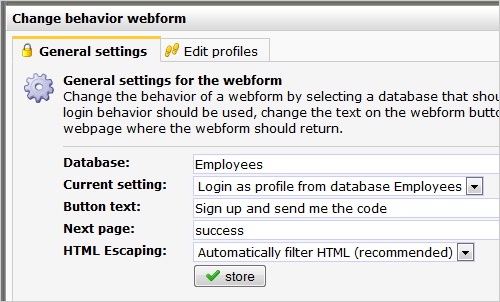 Change behavior webform
General settings
Edit profiles
General settings for the webform
Change the behavior of a webform by selecting a database that shou
login behavior should be used, change the text on the webform butto
webpage where the webform should return.
Database: Employees
Current setting: Login as profile from database Employees
Button text: Sign up and send me the code
Next page: success
HTML Escaping: Automatically filter HTML (recommended)
store